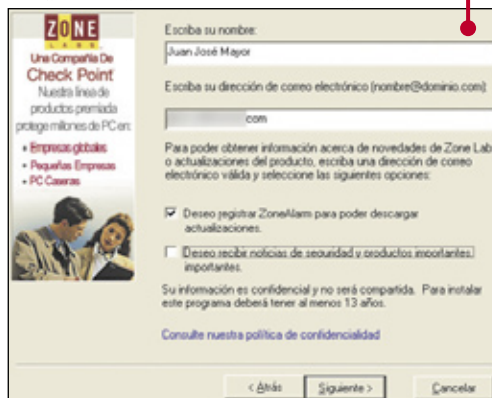 ZONE
LABS
Una Compañía De
Check Point
Nuestra línea de
productos premiada
protege millones de PC en:
• Empresas globales
• Pequeñas Empresas
• PC Caseras
Escriba su nombre:
Juan José Mayor
Escriba su dirección de correo electrónico (nombre@dominio.com):
com
Para poder obtener información acerca de novedades de Zone Lab
o actualizaciones del producto, escriba una dirección de correo
electrónico válida y seleccione las siguientes opciones:
Deseo registrar ZoneAlarm para poder descargar
actualizaciones.
Deseo recibir noticias de seguridad y productos importantes.
importantes.
Su información es confidencial y no será compartida. Para instalar
este programa deberá tener al menos 13 años.
Consulte nuestra política de confidencialidad
< Atrás
Siguiente >
Cancelar